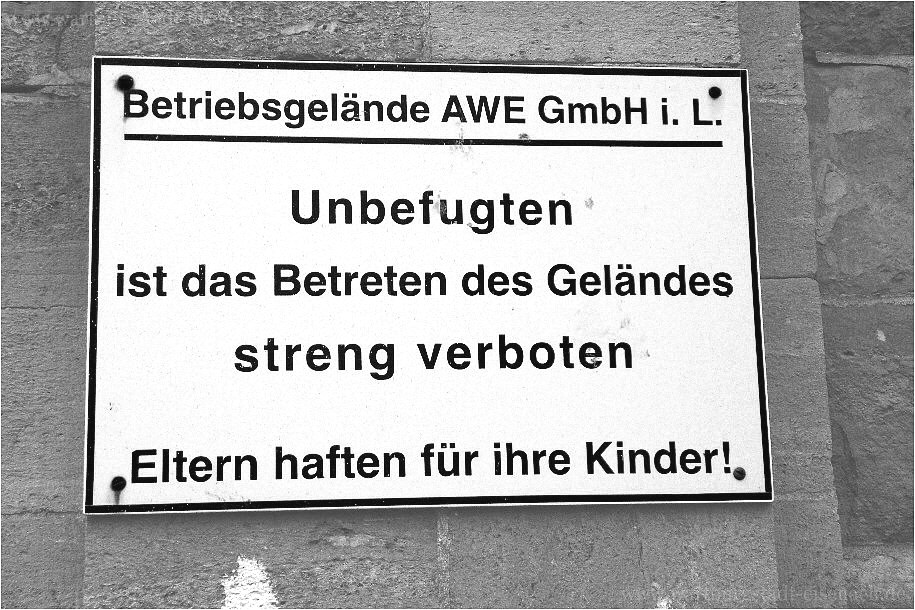 Betriebsgelände AWE GmbH i. L.
Unbefugten
ist das Betreten des Geländes
streng verboten
Eltern haften für ihre Kinder!